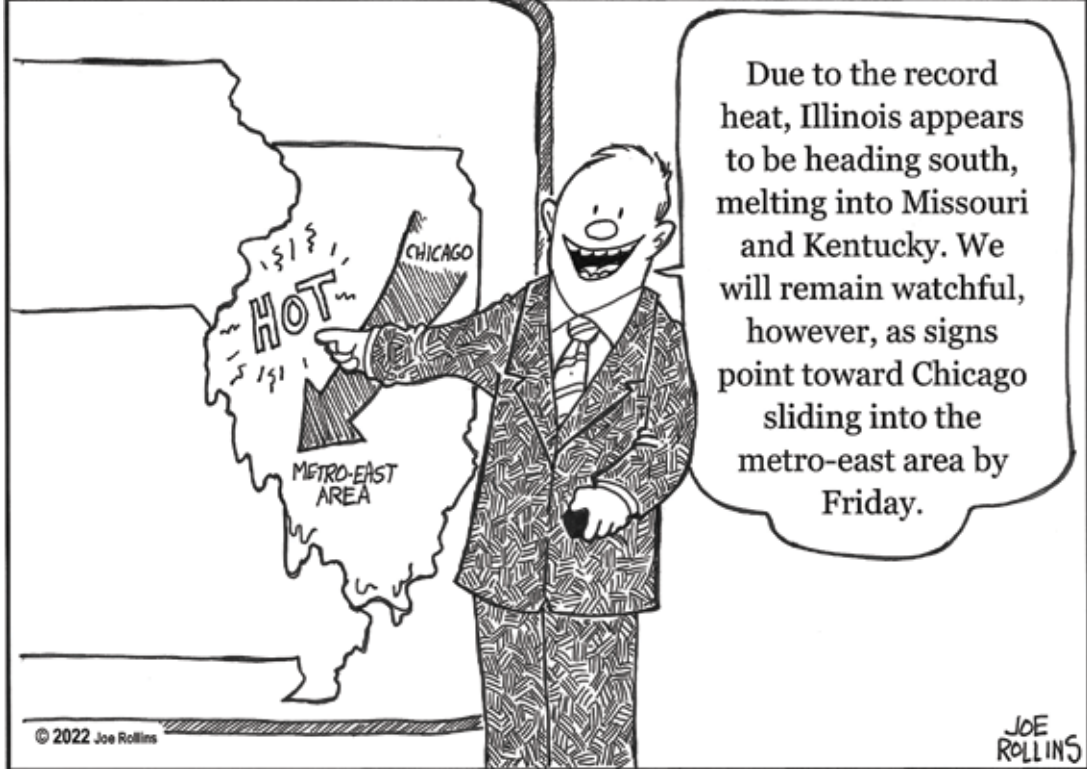 Due to the record
heat, Illinois appears
to be heading south,
melting into Missouri
and Kentucky. We
will remain watchful,
however, as signs
point toward Chicago
sliding into the
metro-east area by
Friday.
CHICAGO
HOT
METRO-EAST
AREA
© 2022 Joe Rollins
JOE
ROLLINS